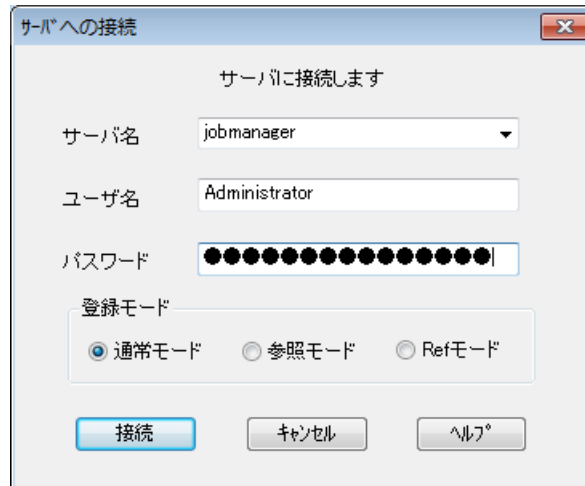 ｻｰﾊﾞへの接続
サーバに接続します
サーバ名 jobmanager
ユーザ名 Administrator
パスワード ●●●●●●●●●●●●●●●
登録モード
通常モード 参照モード Refモード
接続 ｷｬﾝｾﾙ ﾍﾙﾌﾟ